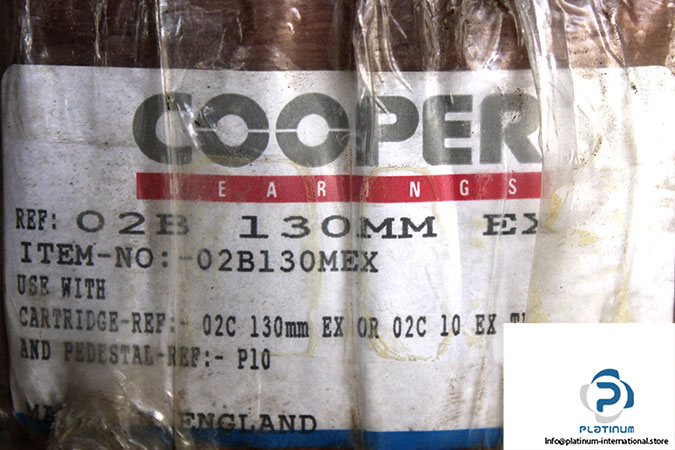 COOPER
BEARINGS
REF: 02B 130MM EX
ITEM-NO:-02B130MEX
USE WITH
CARTRIDGE-REF:- 02C 130mm EX OR 02C 10 EX
AND PEDESTAL-REF:- P10
ENGLAND
PLATINUM
info@platinum-international.store